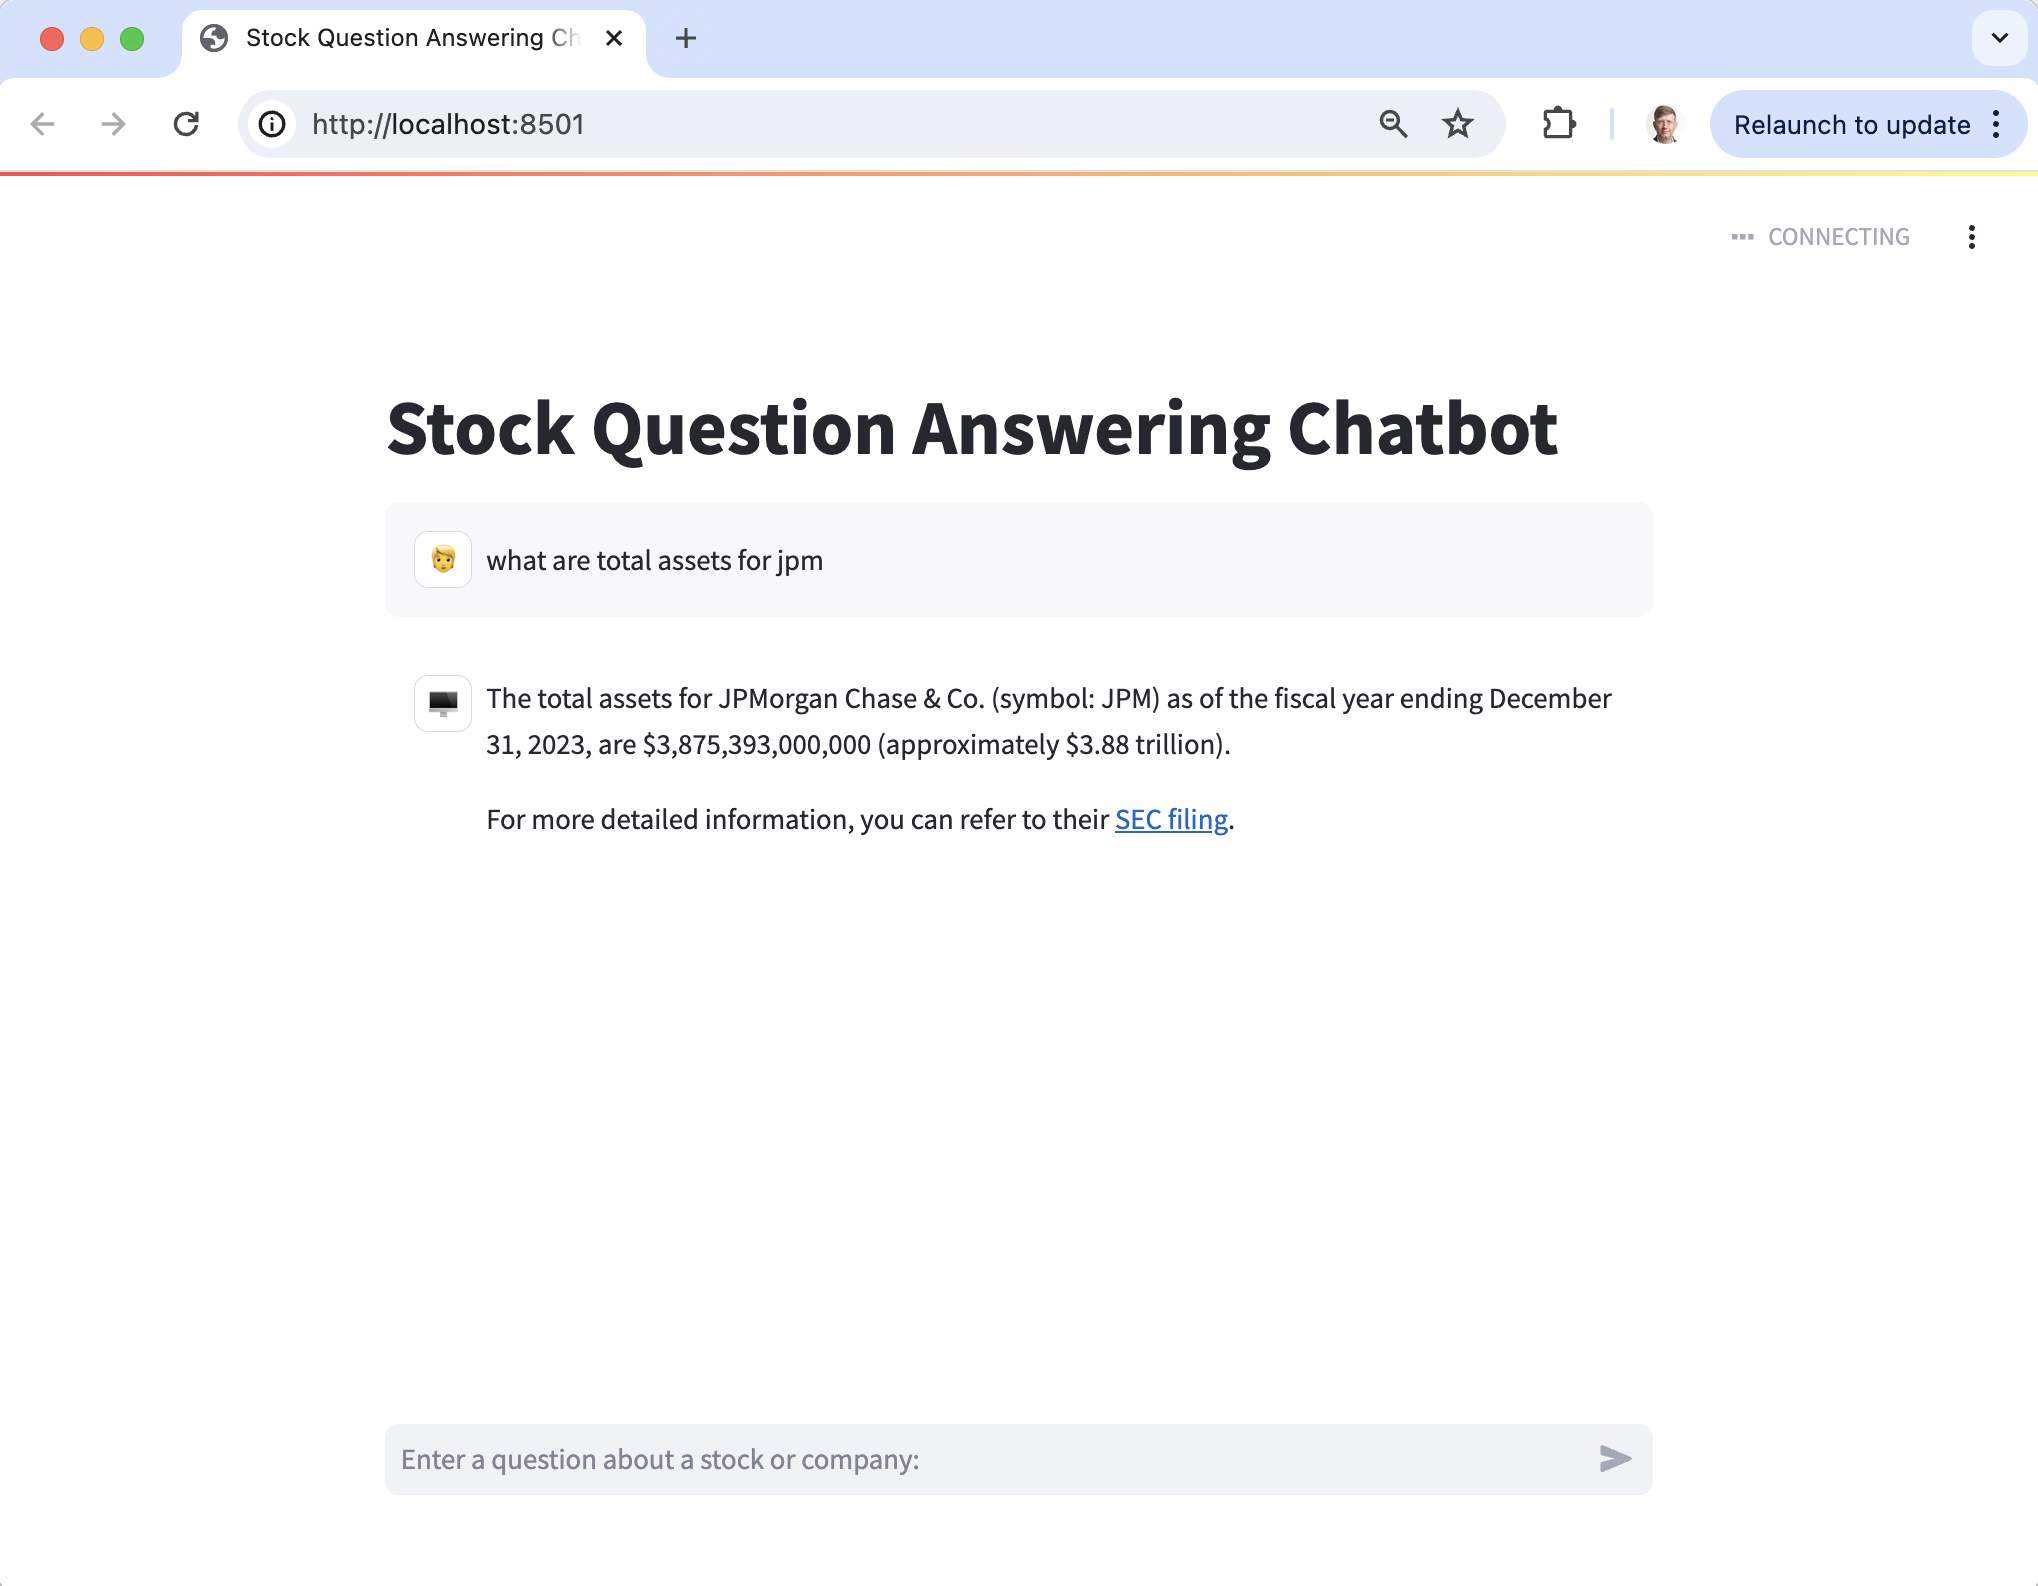 Stock Question Answering Ch
http://localhost:8501
Relaunch to update
CONNECTING
Stock Question Answering Chatbot
what are total assets for jpm
The total assets for JPMorgan Chase & Co. (symbol: JPM) as of the fiscal year ending December
31, 2023, are $3,875,393,000,000 (approximately $3.88 trillion).
For more detailed information, you can refer to their SEC filing.
Enter a question about a stock or company: